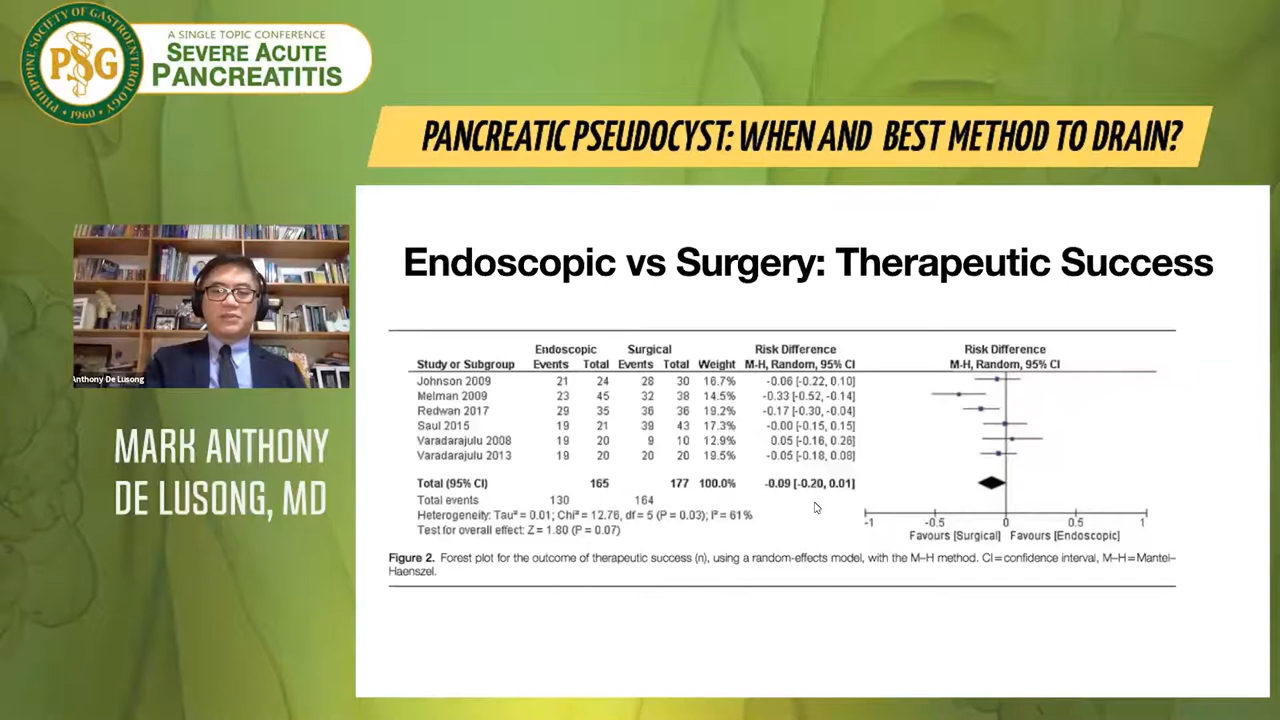 PHILIPPINE SOCIETY OF GASTROENTEROLOGY
PSG
• 1960 •
A SINGLE TOPIC CONFERENCE
SEVERE ACUTE
PANCREATITIS
PANCREATIC PSEUDOCYST: WHEN AND BEST METHOD TO DRAIN?
Anthony De Lusong
MARK ANTHONY
DE LUSONG, MD
Endoscopic vs Surgery: Therapeutic Success
Endoscopic Surgical Risk Difference Risk Difference
Study or Subgroup Events Total Events Total Weight M-H, Random, 95% CI M-H, Random, 95% CI
Johnson 2009 21 24 28 30 16.7% -0.06 [-0.22, 0.10]
Melman 2009 23 45 32 38 14.5% -0.33 [-0.52, -0.14]
Redwan 2017 29 35 36 36 19.2% -0.17 [-0.30, -0.04]
Saul 2015 19 21 39 43 17.3% -0.00 [-0.15, 0.15]
Varadarajulu 2008 19 20 9 10 12.9% 0.05 [-0.16, 0.26]
Varadarajulu 2013 19 20 20 20 19.5% -0.05 [-0.18, 0.08]
Total (95% CI) 165 177 100.0% -0.09 [-0.20, 0.01]
Total events 130 164
Heterogeneity: Tau² = 0.01; Chi² = 12.76, df = 5 (P = 0.03); I² = 61%
Test for overall effect: Z = 1.80 (P = 0.07)
-1 -0.5 0 0.5 1
Favours [Surgical] Favours [Endoscopic]
Figure 2. Forest plot for the outcome of therapeutic success (n), using a random-effects model, with the M–H method. CI=confidence interval, M–H=Mantel–
Haenszel.